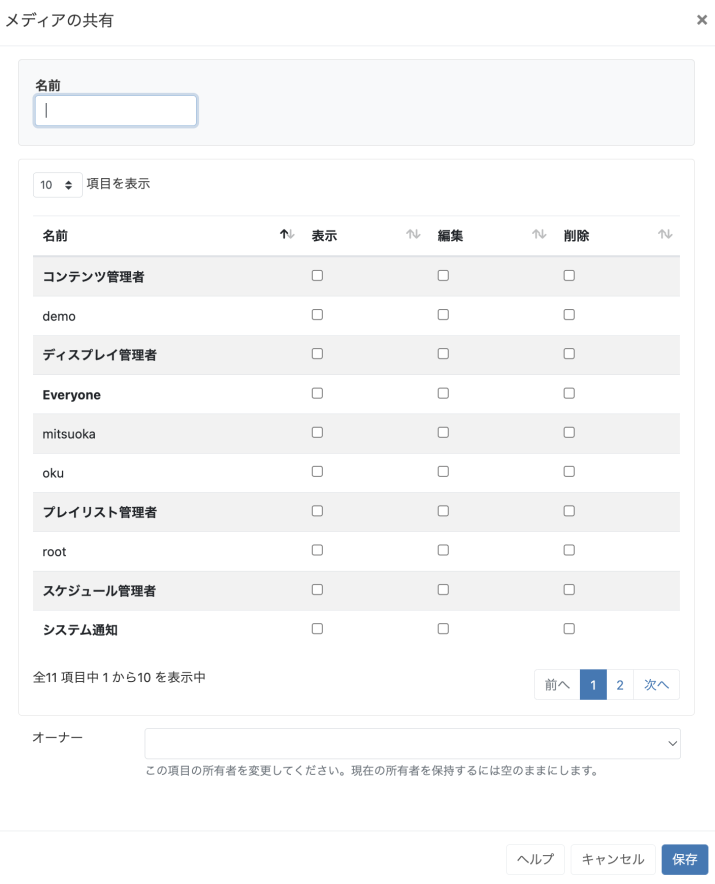 メディアの共有 ×
名前
10 項目を表示
名前 表示 編集 削除
コンテンツ管理者
demo
ディスプレイ管理者
Everyone
mitsuoka
oku
プレイリスト管理者
root
スケジュール管理者
システム通知
全11 項目中 1 から10 を表示中
前へ 1 2 次へ
オーナー
この項目の所有者を変更してください。現在の所有者を保持するには空のままにします。
ヘルプ キャンセル 保存